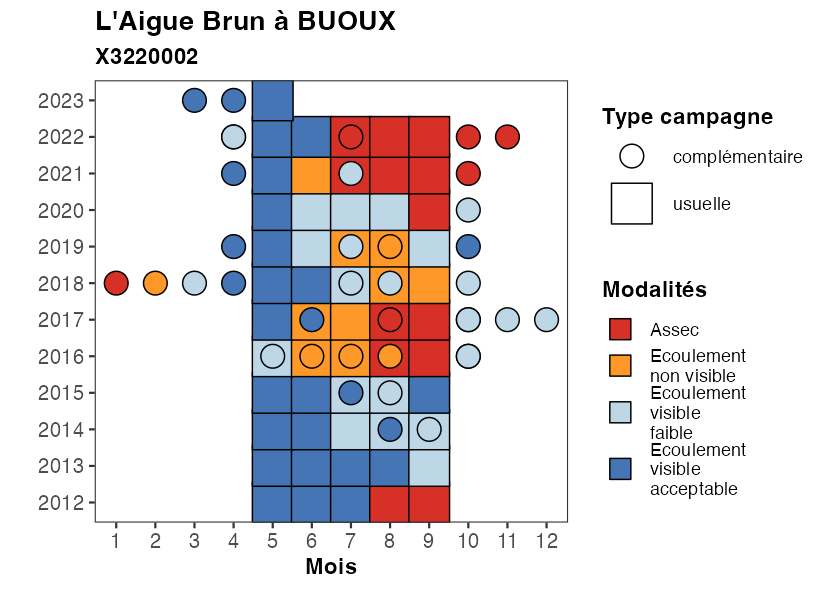 L'Aigue Brun à BUOUX
X3220002
2023
2022
2021
2020
2019
2018
2017
2016
2015
2014
2013
2012
1 2 3 4 5 6 7 8 9 10 11 12
Mois
Type campagne
complémentaire
usuelle
Modalités
Assec
Ecoulement
non visible
Ecoulement
visible
faible
Ecoulement
visible
acceptable